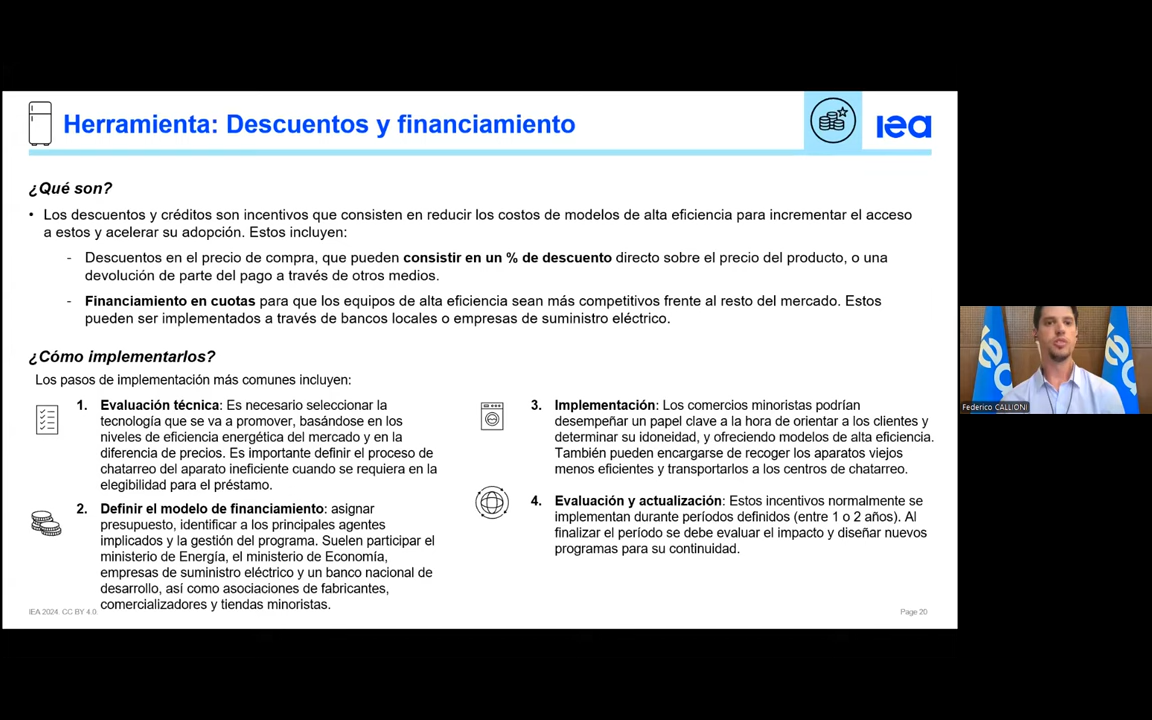 Herramienta: Descuentos y financiamiento
iea
¿Qué son?
• Los descuentos y créditos son incentivos que consisten en reducir los costos de modelos de alta eficiencia para incrementar el acceso
a estos y acelerar su adopción. Estos incluyen:
- Descuentos en el precio de compra, que pueden consistir en un % de descuento directo sobre el precio del producto, o una
devolución de parte del pago a través de otros medios.
- Financiamiento en cuotas para que los equipos de alta eficiencia sean más competitivos frente al resto del mercado. Estos
pueden ser implementados a través de bancos locales o empresas de suministro eléctrico.
¿Cómo implementarlos?
Los pasos de implementación más comunes incluyen:
1. Evaluación técnica: Es necesario seleccionar la
tecnología que se va a promover, basándose en los
niveles de eficiencia energética del mercado y en la
diferencia de precios. Es importante definir el proceso de
chatarreo del aparato ineficiente cuando se requiera en la
elegibilidad para el préstamo.
2. Definir el modelo de financiamiento: asignar
presupuesto, identificar a los principales agentes
implicados y la gestión del programa. Suelen participar el
ministerio de Energía, el ministerio de Economía,
empresas de suministro eléctrico y un banco nacional de
desarrollo, así como asociaciones de fabricantes,
comercializadores y tiendas minoristas.
3. Implementación: Los comercios minoristas podrían
desempeñar un papel clave a la hora de orientar a los clientes y
determinar su idoneidad, y ofreciendo modelos de alta eficiencia.
También pueden encargarse de recoger los aparatos viejos
menos eficientes y transportarlos a los centros de chatarreo.
4. Evaluación y actualización: Estos incentivos normalmente se
implementan durante períodos definidos (entre 1 o 2 años). Al
finalizar el período se debe evaluar el impacto y diseñar nuevos
programas para su continuidad.
IEA 2024. CC BY 4.0.
Page 20
Federico CALLIONI